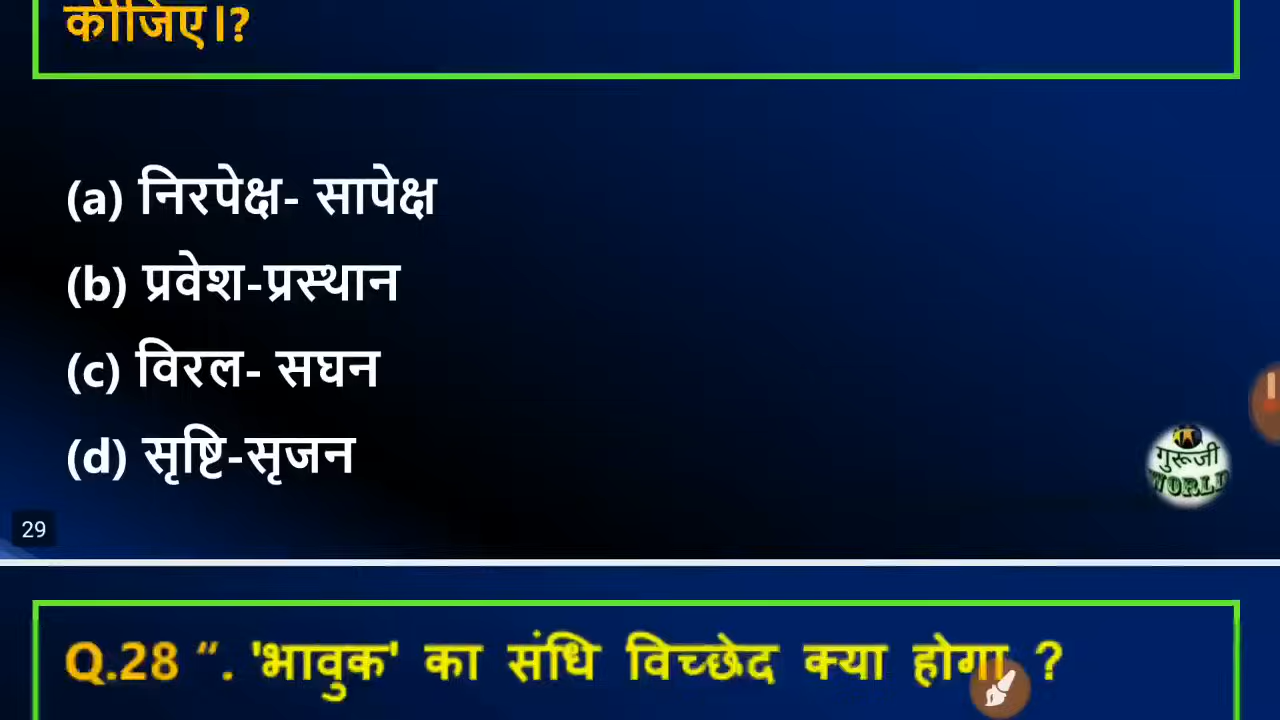 कीजिए।?
(a) निरपेक्ष- सापेक्ष
(b) प्रवेश-प्रस्थान
(c) विरल- सघन
(d) सृष्टि-सृजन
गुरूजी
WORLD
29
Q.28 “. 'भावुक' का संधि विच्छेद क्या होगा ?